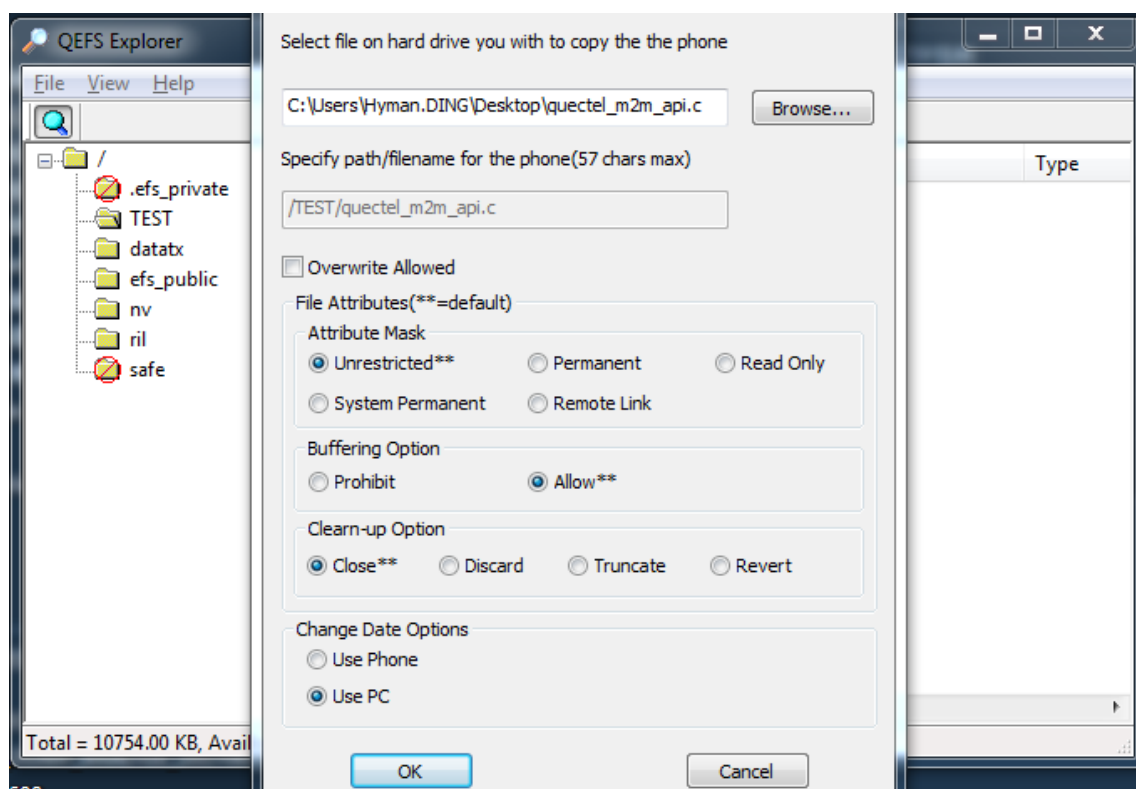 QEFS Explorer
File View Help
/
.efs_private
TEST
datatx
efs_public
nv
ril
safe
Total = 10754.00 KB, Avail
Select file on hard drive you with to copy the the phone
C:\Users\Hyman.DING\Desktop\quectel_m2m_api.c
Browse...
Specify path/filename for the phone(57 chars max)
/TEST/quectel_m2m_api.c
Overwrite Allowed
File Attributes(**=default)
Attribute Mask
Unrestricted** Permanent Read Only
System Permanent Remote Link
Buffering Option
Prohibit Allow**
Clearn-up Option
Close** Discard Truncate Revert
Change Date Options
Use Phone
Use PC
OK Cancel
Type